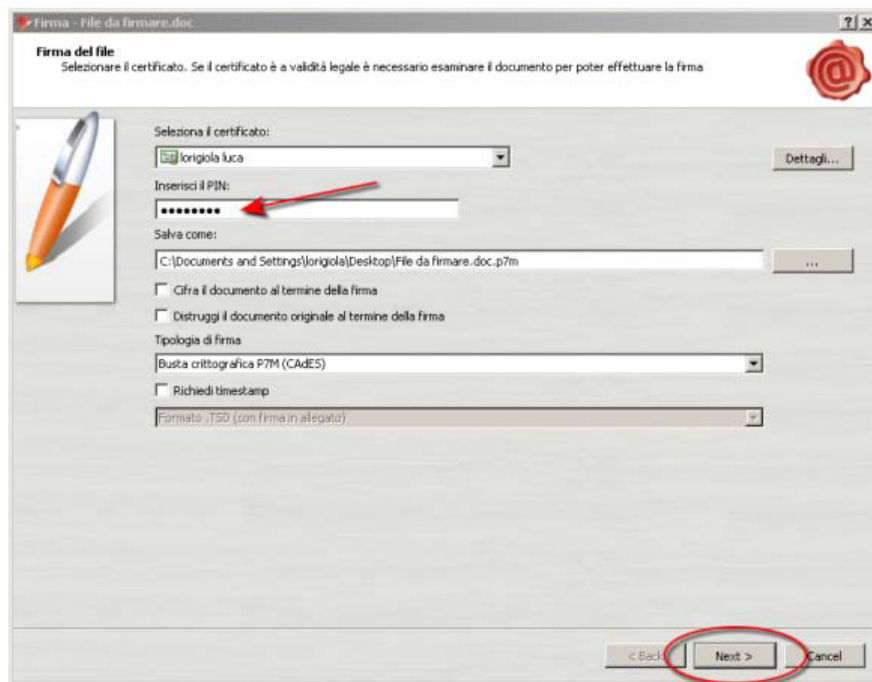 Firma - File da firmare.doc
Firma del file
Selezionare il certificato. Se il certificato è a validità legale è necessario esaminare il documento per poter effettuare la firma
Seleziona il certificato:
lorigiola luca
Dettagli...
Inserisci il PIN:
••••••••
Salva come:
C:\Documents and Settings\lorigiola\Desktop\File da firmare.doc.p7m
...
Cifra il documento al termine della firma
Distruggi il documento originale al termine della firma
Tipologia di firma
Busta crittografica P7M (CAdES)
Richiedi timestamp
Formato .TSD (con firma in allegato)
< Back Next > Cancel